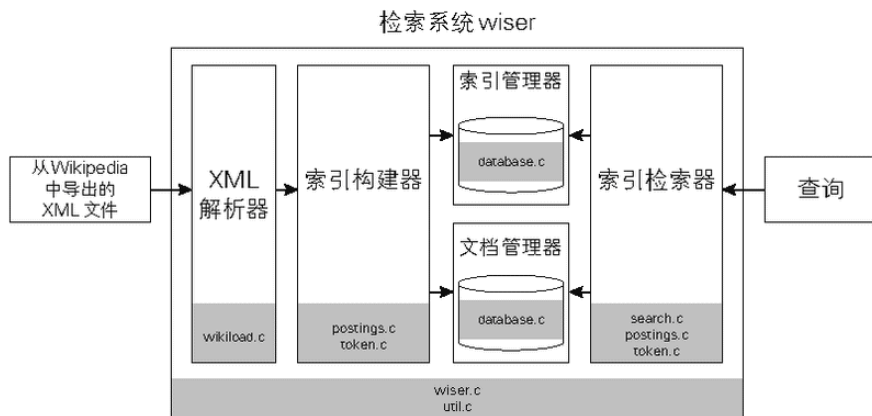 检索系统 wiser
从Wikipedia
中导出的
XML 文件
XML
解析器
wikiload.c
索引构建器
postings.c
token.c
索引管理器
database.c
文档管理器
database.c
索引检索器
search.c
postings.c
token.c
查询
wiser.c
util.c